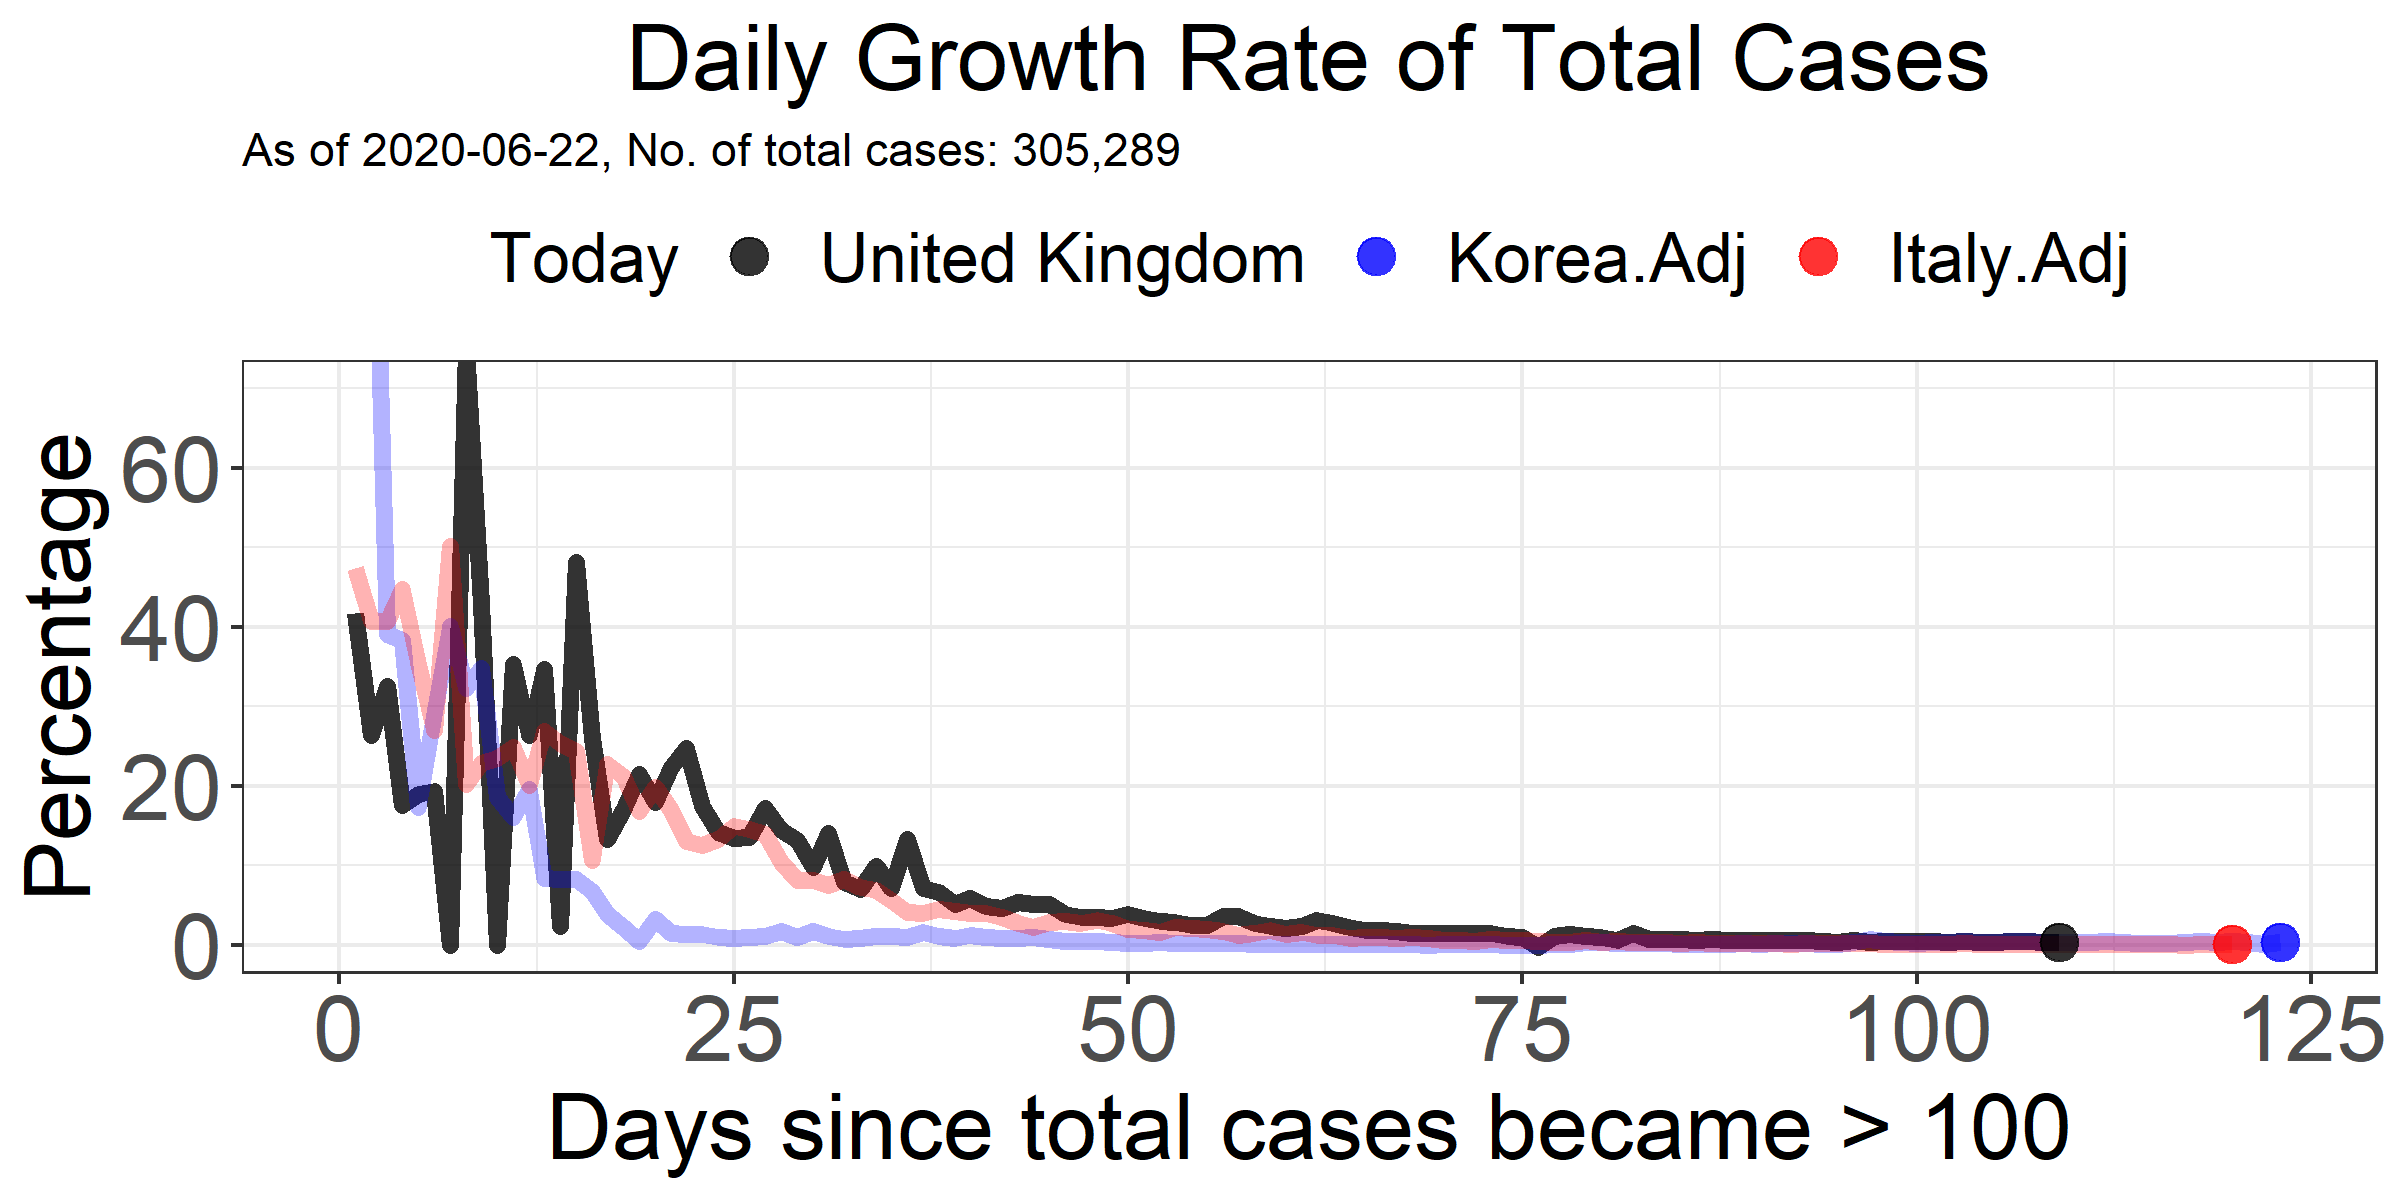 Daily Growth Rate of Total Cases
As of 2020-06-22, No. of total cases: 305,289
Today United Kingdom Korea.Adj Italy.Adj
Percentage
60
40
20
0
0 25 50 75 100 125
Days since total cases became > 100